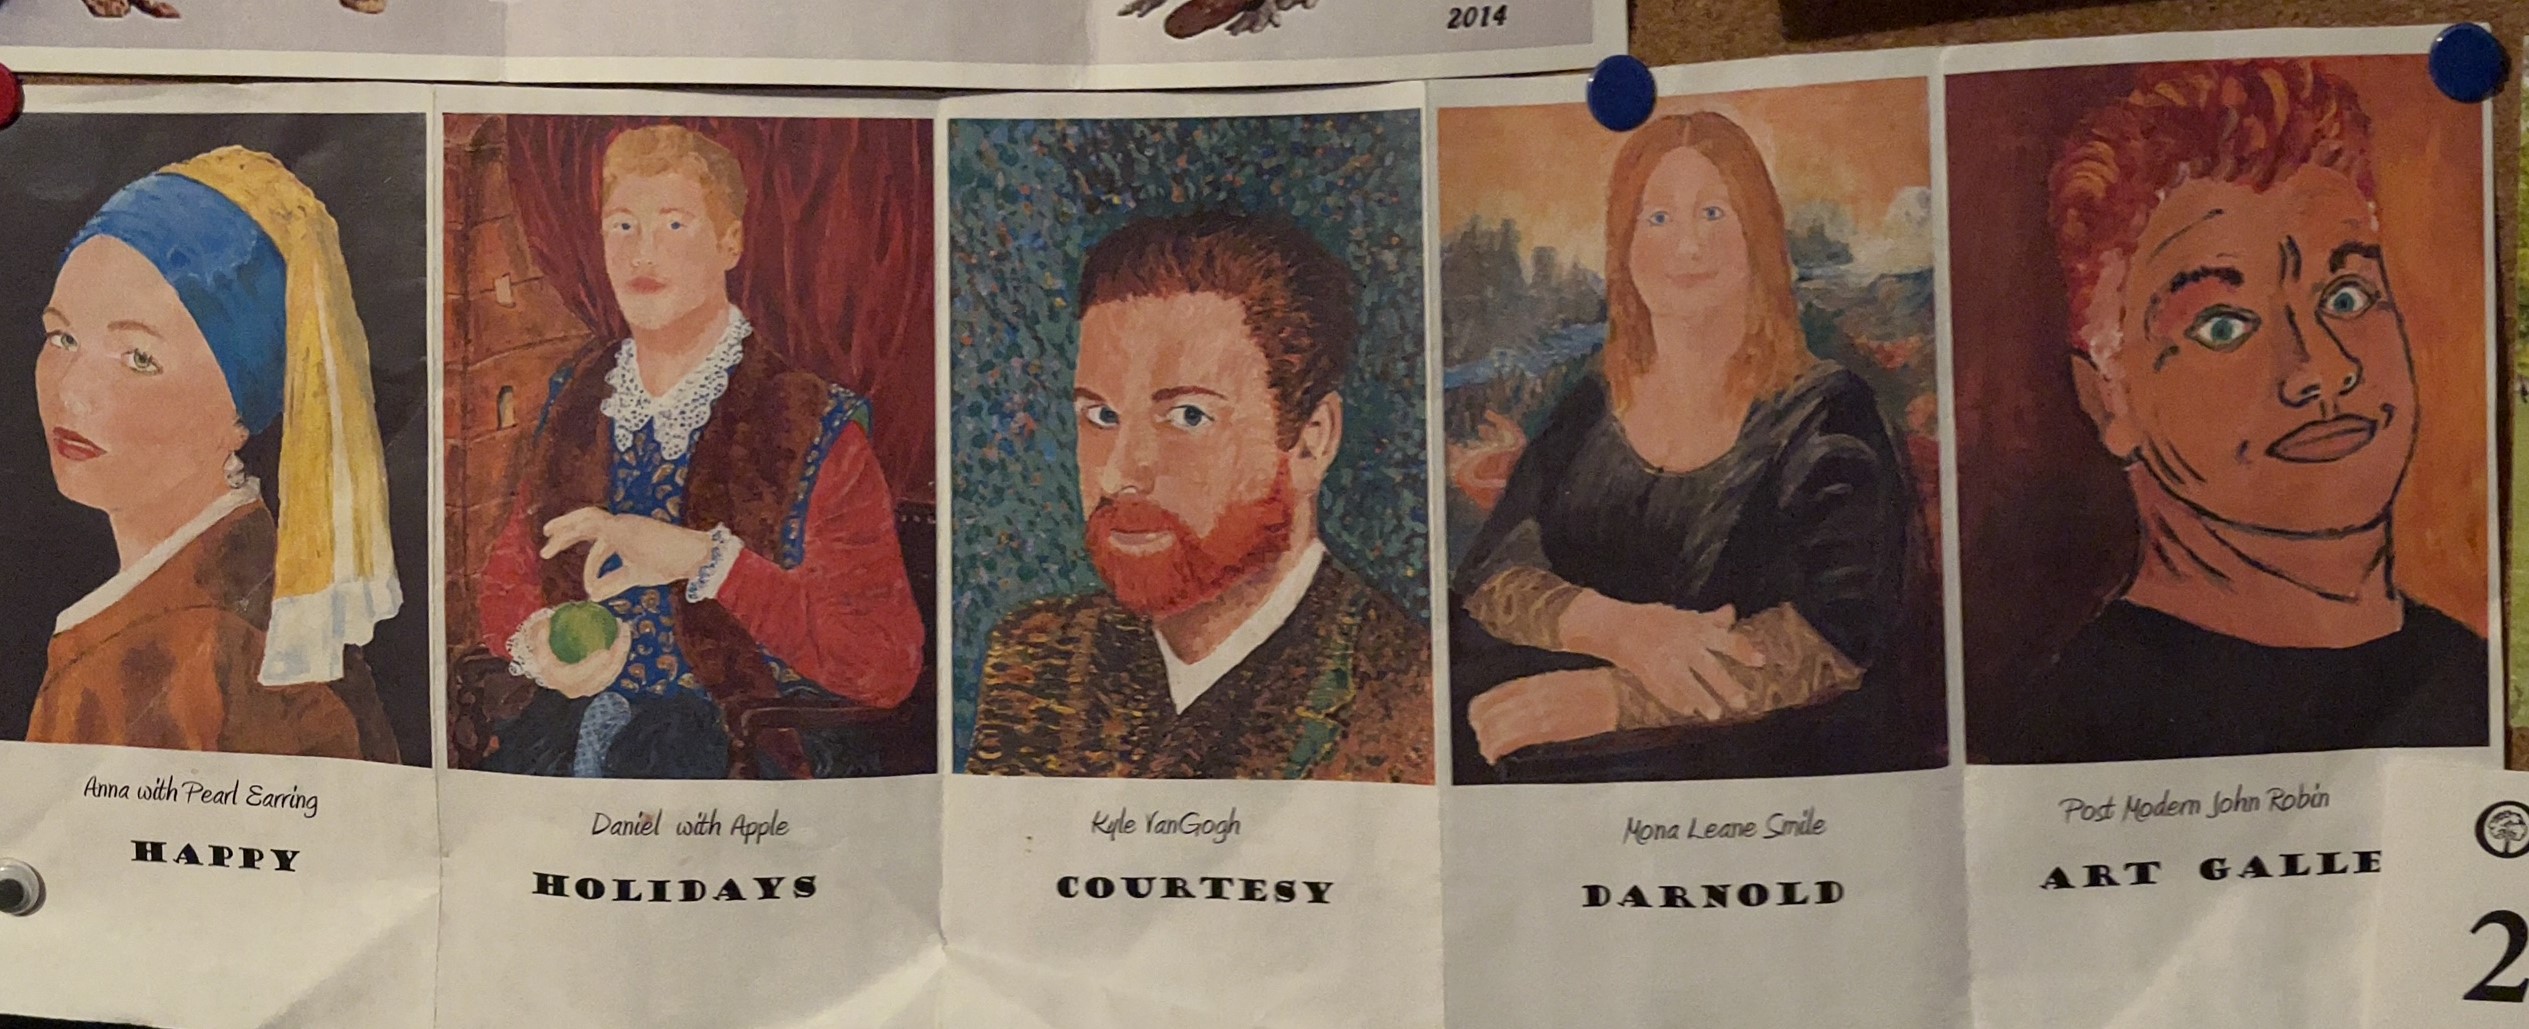 2014
Anna with Pearl Earring
HAPPY
Daniel with Apple
HOLIDAYS
Kyle VanGogh
COURTESY
Mona Leane Smile
DARNOLD
Post Modern John Robin
ART GALLE
2